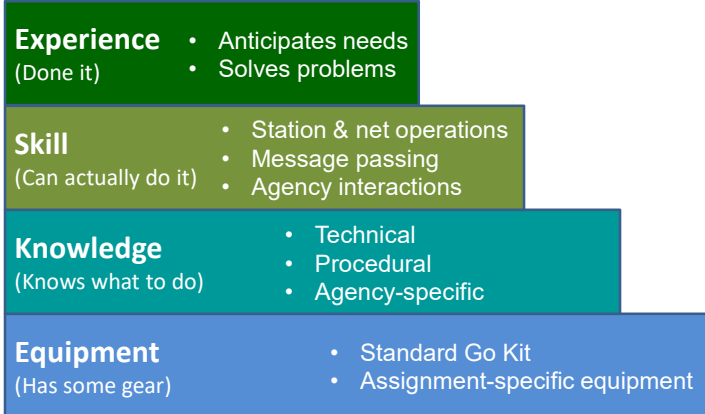 Experience
(Done it)
• Anticipates needs
• Solves problems
Skill
(Can actually do it)
• Station & net operations
• Message passing
• Agency interactions
Knowledge
(Knows what to do)
• Technical
• Procedural
• Agency-specific
Equipment
(Has some gear)
• Standard Go Kit
• Assignment-specific equipment